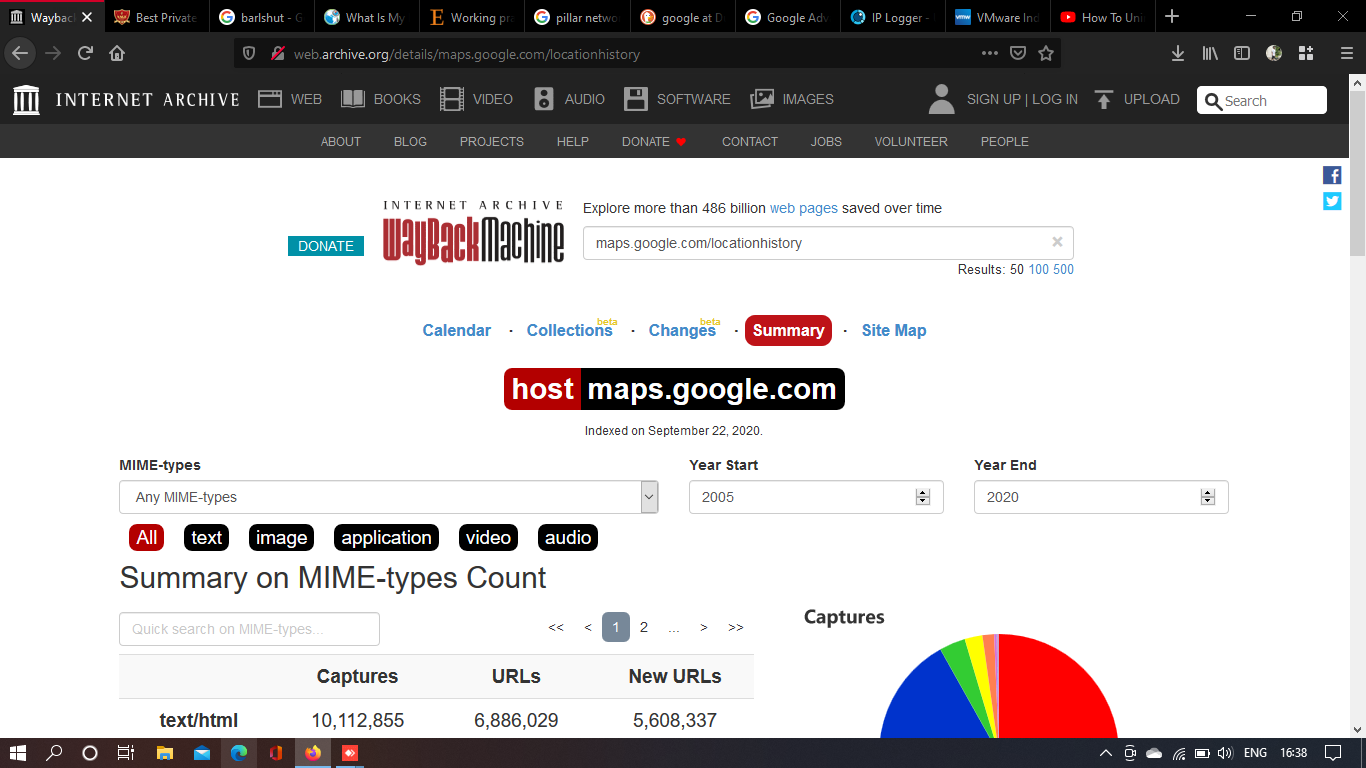 Wayba
Best Private
barlshut - G
What Is My
Working pra
pillar netwo
google at D
Google Adv
IP Logger -
VMware Ind
How To Uni
web.archive.org/details/maps.google.com/locationhistory
INTERNET ARCHIVE WEB BOOKS VIDEO AUDIO SOFTWARE IMAGES SIGN UP | LOG IN UPLOAD Search
ABOUT BLOG PROJECTS HELP DONATE CONTACT JOBS VOLUNTEER PEOPLE
INTERNET ARCHIVE
WayBackMachine
DONATE
Explore more than 486 billion web pages saved over time
maps.google.com/locationhistory
Results: 50 100 500
Calendar · Collections beta · Changes beta · Summary · Site Map
host maps.google.com
Indexed on September 22, 2020.
MIME-types Year Start Year End
Any MIME-types 2005 2020
All text image application video audio
Summary on MIME-types Count
Quick search on MIME-types... << < 1 2 ... > >>
Captures
Captures URLs New URLs
text/html 10,112,855 6,886,029 5,608,337
ENG 16:38